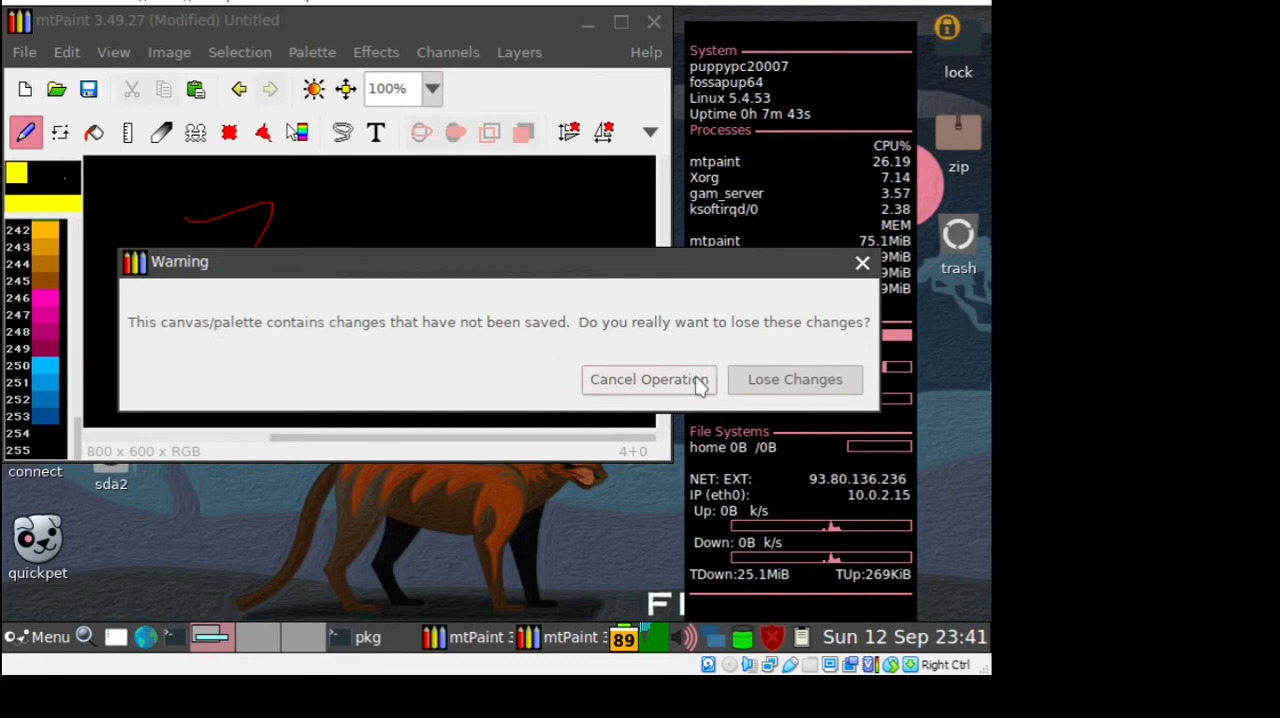 mtPaint 3.49.27 (Modified) Untitled
File Edit View Image Selection Palette Effects Channels Layers Help
100%
T
242
243
244
245
246
247
248
249
250
251
252
253
254
255
Warning
This canvas/palette contains changes that have not been saved. Do you really want to lose these changes?
Cancel Operation Lose Changes
800 x 600 x RGB 4+0
connect
sda2
quickpet
System
puppypc20007
fossapup64
Linux 5.4.53
Uptime 0h 7m 43s
Processes
CPU%
mtpaint 26.19
Xorg 7.14
gam_server 3.57
ksoftirqd/0 2.38
MEM
mtpaint 75.1MiB
9MiB
9MiB
File Systems
home 0B /0B
NET: EXT: 93.80.136.236
IP (eth0): 10.0.2.15
Up: 0B k/s
Down: 0B k/s
TDown:25.1MiB TUp:269KiB
lock
zip
trash
Menu pkg mtPaint 3 mtPaint 3 89 Sun 12 Sep 23:41
Right Ctrl